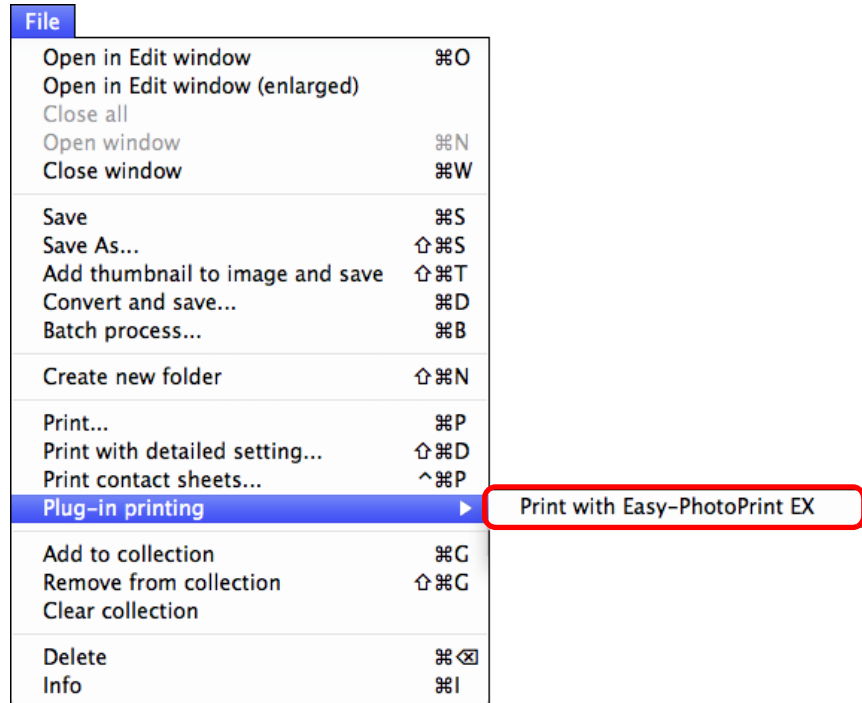 File
Open in Edit window ⌘O
Open in Edit window (enlarged)
Close all
Open window ⌘N
Close window ⌘W
Save ⌘S
Save As... ⇧⌘S
Add thumbnail to image and save ⇧⌘T
Convert and save... ⌘D
Batch process... ⌘B
Create new folder ⇧⌘N
Print... ⌘P
Print with detailed setting... ⇧⌘D
Print contact sheets... ^⌘P
Plug-in printing ▶ Print with Easy-PhotoPrint EX
Add to collection ⌘G
Remove from collection ⇧⌘G
Clear collection
Delete ⌘⌫
Info ⌘I